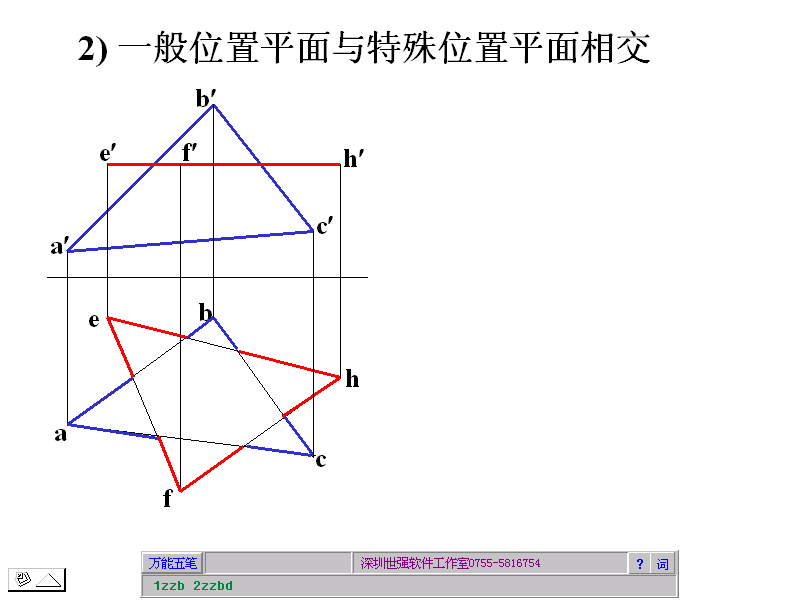 2) 一般位置平面与特殊位置平面相交
b′
e′ f′ h′
c′
a′
e b
h
a
c
f
万能五笔 深圳世强软件工作室0755-5816754 ? 词
1zzb 2zzbd